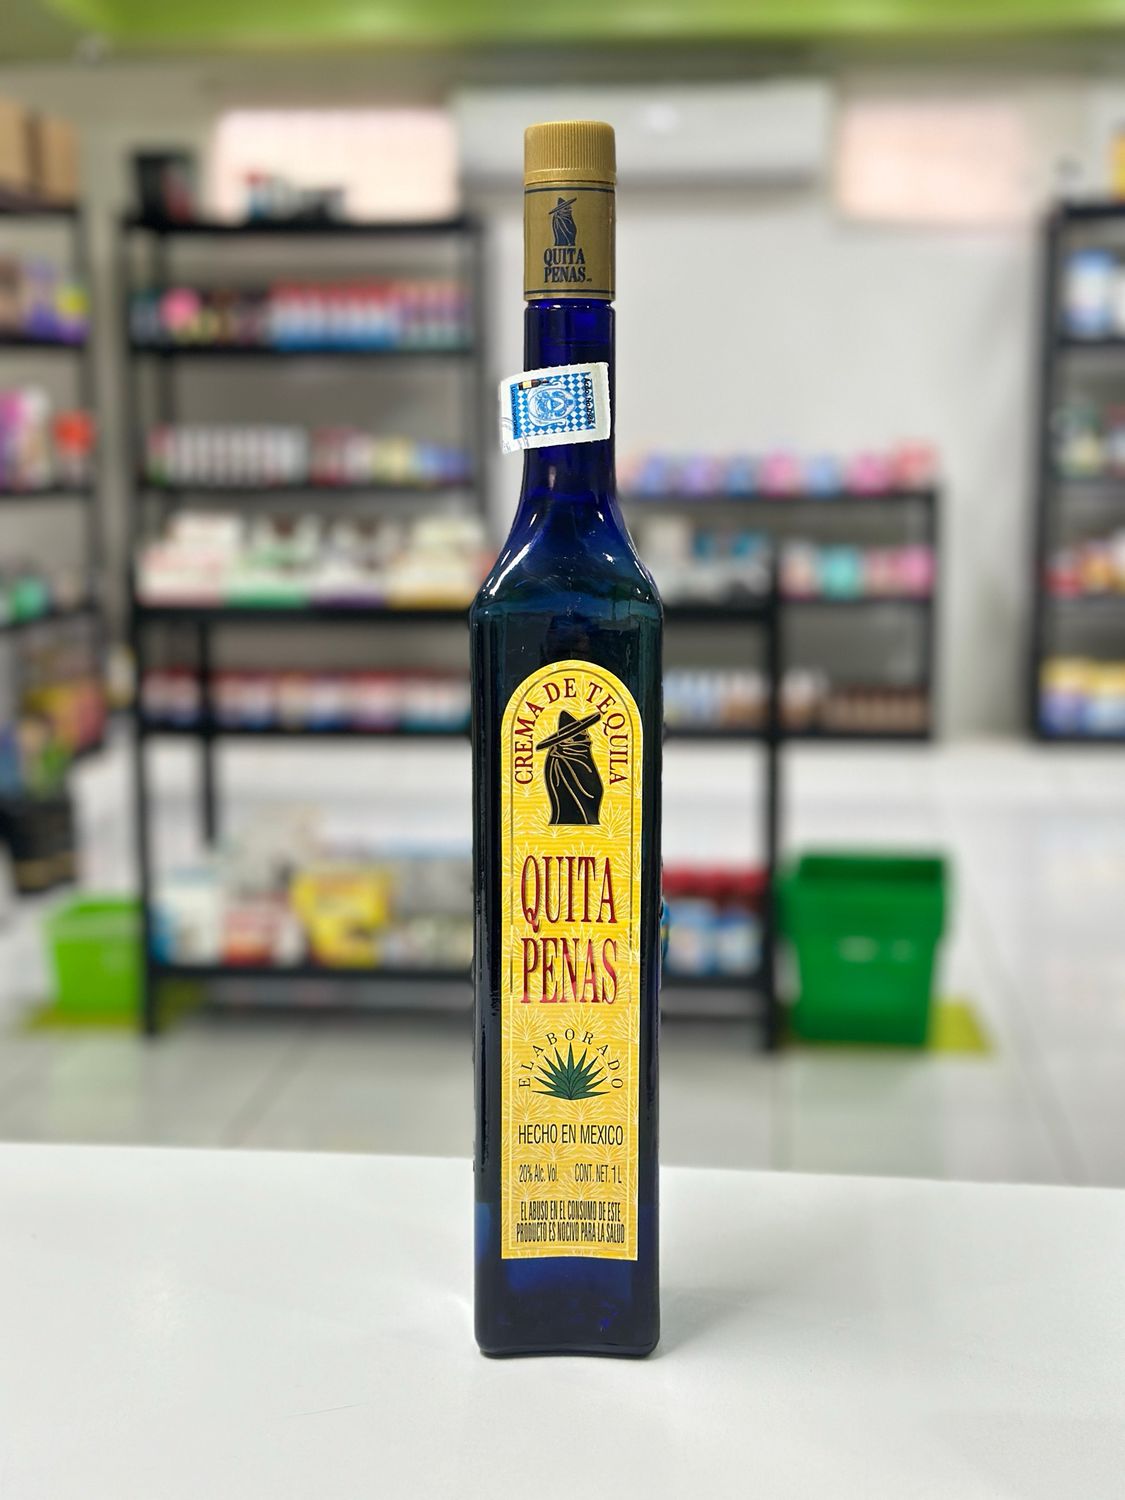 QUITA
PENAS
CREMA DE TEQUILA
QUITA
PENAS
ELABORADO
HECHO EN MEXICO
20% Alc. Vol. CONT. NET. 1 L
EL ABUSO EN EL CONSUMO DE ESTE
PRODUCTO ES NOCIVO PARA LA SALUD